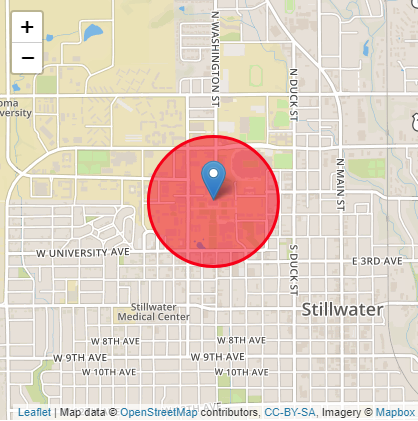 +
−
N WASHINGTON ST
N DUCK ST
oma
iversity
N MAIN ST
W UNIVERSITY AVE
S DUCK ST
E 3RD AVE
Stillwater
Medical Center
Stillwater
W 8TH AVE
W 8TH AVE
W 9TH AVE
W 9TH AVE
W 10TH AVE
W 10TH AVE
Leaflet | Map data © OpenStreetMap contributors, CC-BY-SA, Imagery © Mapbox